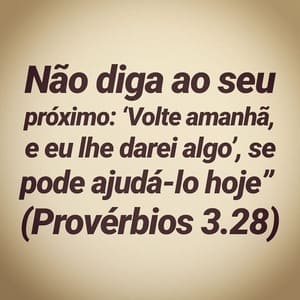 Não diga ao seu
próximo: ‘Volte amanhã,
e eu lhe darei algo’, se
pode ajudá-lo hoje”
(Provérbios 3.28)